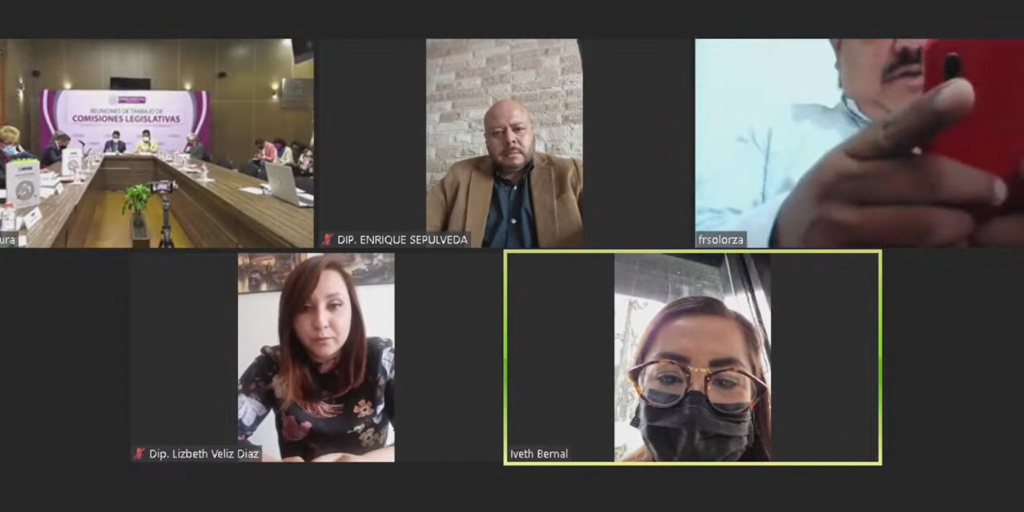 REUNIONES DE TRABAJO DE
COMISIONES LEGISLATIVAS
ura
DIP. ENRIQUE SEPULVEDA
frsolorza
Dip. Lizbeth Veliz Diaz
Iveth Bernal